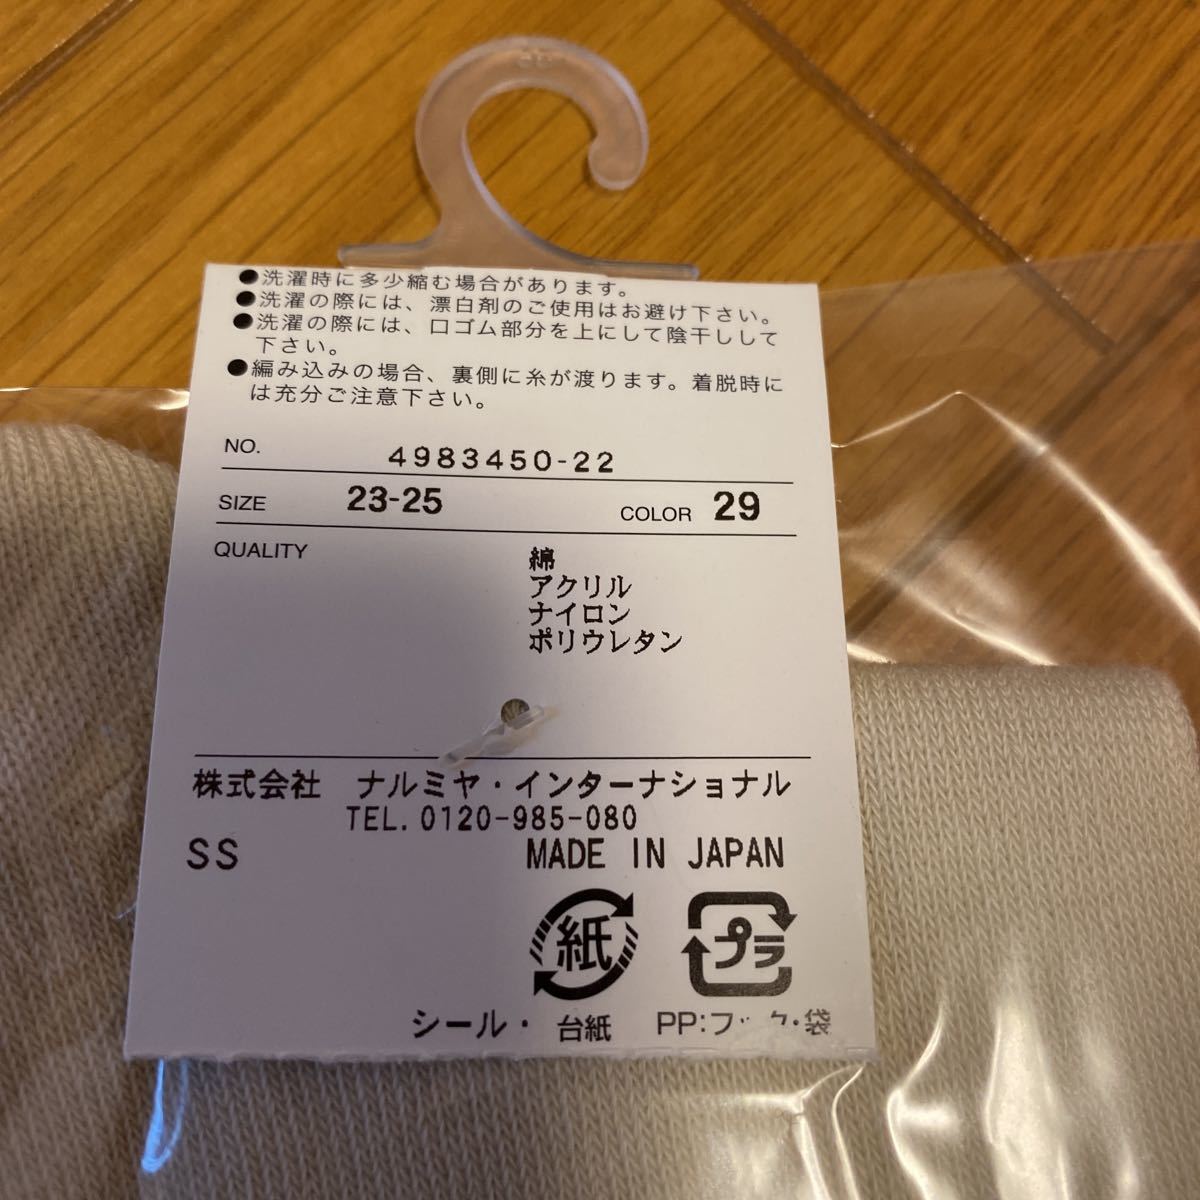 ●洗濯時に多少縮む場合があります。
●洗濯の際には、漂白剤のご使用はお避け下さい。
●洗濯の際には、口ゴム部分を上にして陰干しして
下さい。
●編み込みの場合、裏側に糸が渡ります。着脱時に
は充分ご注意下さい。
NO. 4983450-22
SIZE 23-25 COLOR 29
QUALITY 綿
アクリル
ナイロン
ポリウレタン
株式会社 ナルミヤ・インターナショナル
TEL. 0120-985-080
SS MADE IN JAPAN
紙 プラ
シール・台紙 PP:フック・袋